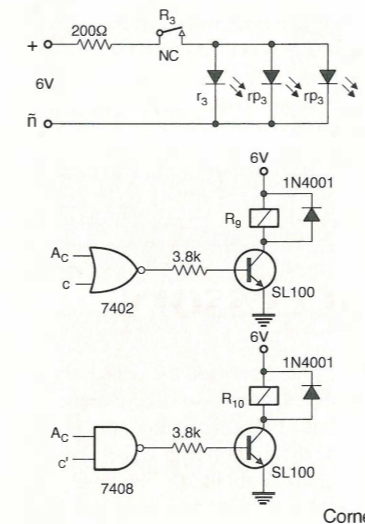 R3
200Ω
+
NC
6V
r3 rp3 rp3
ñ
6V
1N4001
R9
AC
3.8k
c
SL100
7402
6V
1N4001
R10
AC
3.8k
c'
SL100
7408
Corne